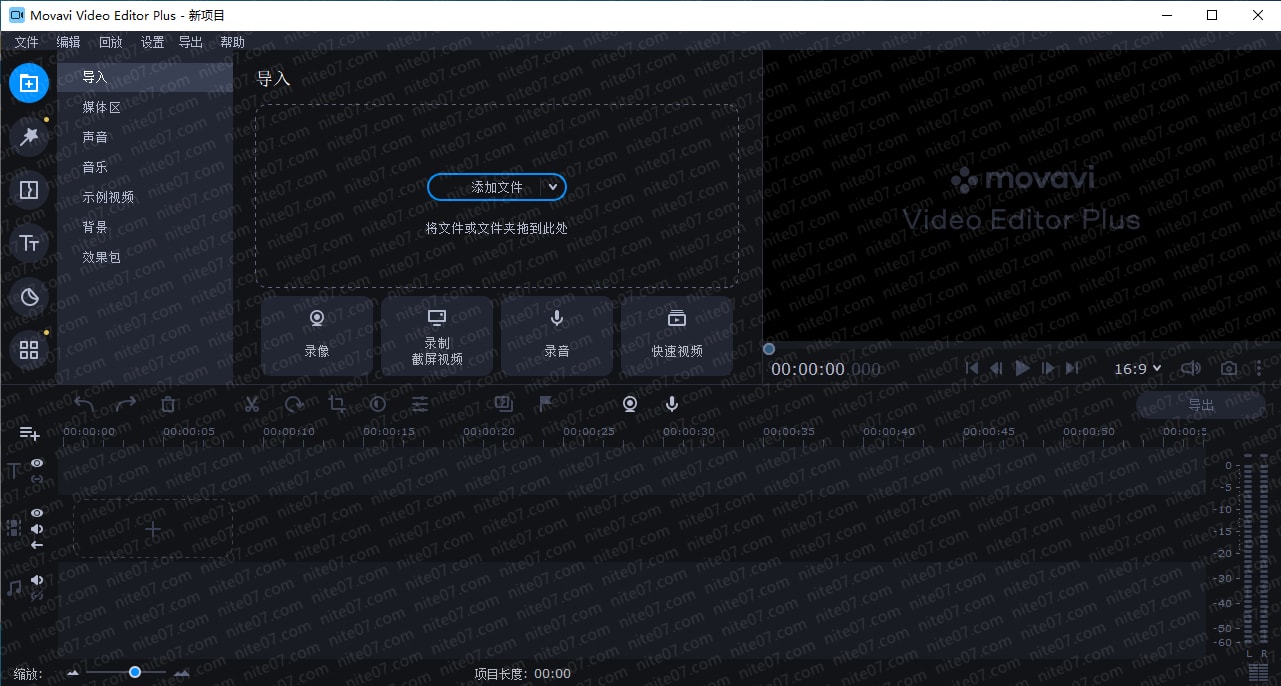 Movavi Video Editor Plus - 新项目
文件 编辑 回放 设置 导出 帮助
导入
媒体区
声音
音乐
示例视频
背景
效果包
导入
添加文件
将文件或文件夹拖到此处
录像
录制
截屏视频
录音
快速视频
movavi
Video Editor Plus
00:00:00.000
16:9
导出
00:00:00 00:00:05 00:00:10 00:00:15 00:00:20 00:00:25 00:00:30 00:00:35 00:00:40 00:00:45 00:00:50 00:00:5
0
-5
-10
-15
-20
-30
-40
-50
-60
L R
缩放:
项目长度: 00:00
nite07.com